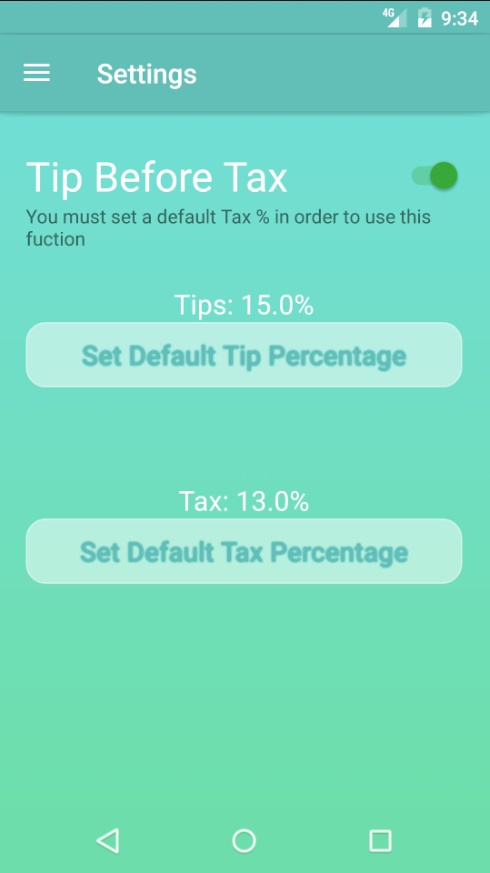 4G 9:34
Settings
Tip Before Tax
You must set a default Tax % in order to use this
fuction
Tips: 15.0%
Set Default Tip Percentage
Tax: 13.0%
Set Default Tax Percentage